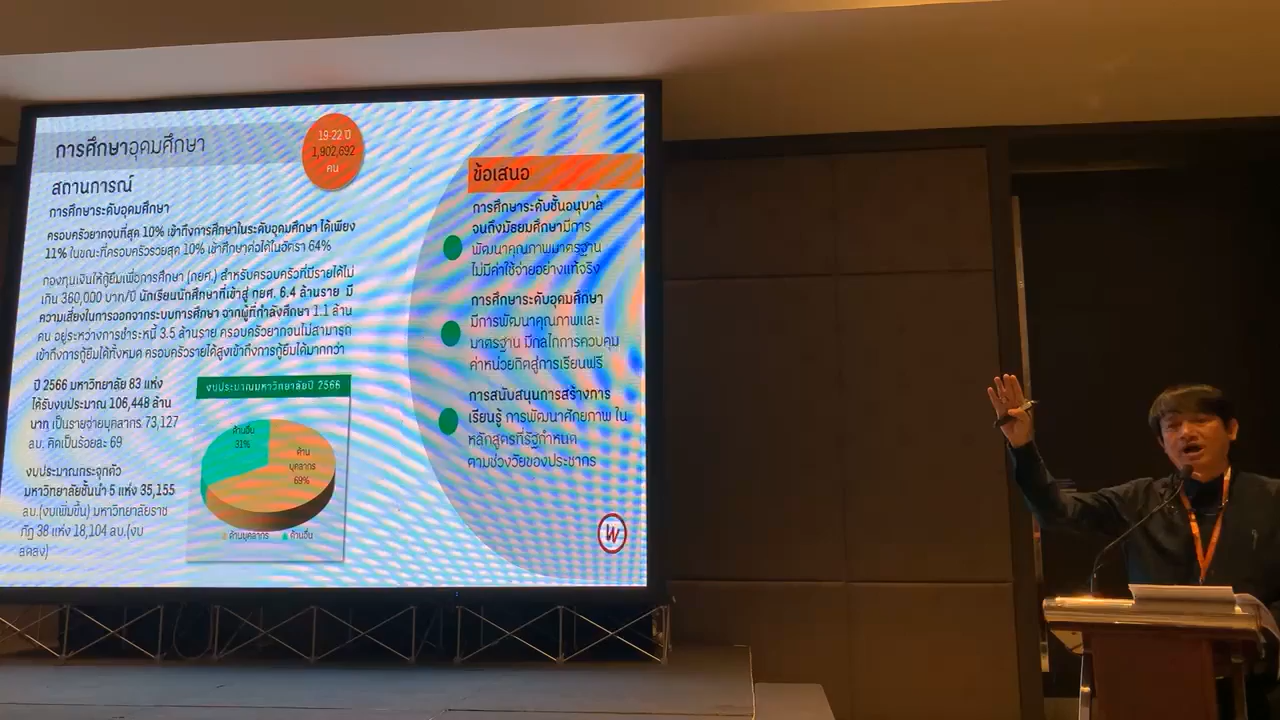 การศึกษาอุดมศึกษา
19-22 ปี
1,902,692
คน
สถานการณ์
การศึกษาระดับอุดมศึกษา
ครอบครัวยากจนที่สุด 10% เข้าถึงการศึกษาในระดับอุดมศึกษา ได้เพียง
11% ในขณะที่ครอบครัวรวยสุด 10% เข้าศึกษาต่อได้ในอัตรา 64%
กองทุนเงินให้กู้ยืมเพื่อการศึกษา (กยศ.) สำหรับครอบครัวที่มีรายได้ไม่
เกิน 360,000 บาท/ปี นักเรียนนักศึกษาที่เข้าสู่ กยศ. 6.4 ล้านราย มี
ความเสี่ยงในการออกจากระบบการศึกษา จากผู้ที่กำลังศึกษา 1.1 ล้าน
คน อยู่ระหว่างการชำระหนี้ 3.5 ล้านราย ครอบครัวยากจนไม่สามารถ
เข้าถึงการกู้ยืมได้ทั้งหมด ครอบครัวรายได้สูงเข้าถึงการกู้ยืมได้มากกว่า
ปี 2566 มหาวิทยาลัย 83 แห่ง
ได้รับงบประมาณ 106,448 ล้าน
บาท เป็นรายจ่ายบุคลากร 73,127
ลบ. คิดเป็นร้อยละ 69
งบประมาณกระจุกตัว
มหาวิทยาลัยชั้นนำ 5 แห่ง 35,155
ลบ.(งบเพิ่มขึ้น) มหาวิทยาลัยราช
ภัฏ 38 แห่ง 18,104 ลบ.(งบ
ลดลง)
งบประมาณมหาวิทยาลัยปี 2566
ด้านอื่น
31%
ด้าน
บุคลากร
69%
ด้านบุคลากร ด้านอื่น
ข้อเสนอ
การศึกษาระดับชั้นอนุบาล
จนถึงมัธยมศึกษามีการ
พัฒนาคุณภาพมาตรฐาน
ไม่มีค่าใช้จ่ายอย่างแท้จริง
การศึกษาระดับอุดมศึกษา
มีการพัฒนาคุณภาพและ
มาตรฐาน มีกลไกการควบคุม
ค่าหน่วยกิตสู่การเรียนฟรี
การสนับสนุนการสร้างการ
เรียนรู้ การพัฒนาศักยภาพ ใน
หลักสูตรที่รัฐกำหนด
ตามช่วงวัยของประชากร
W